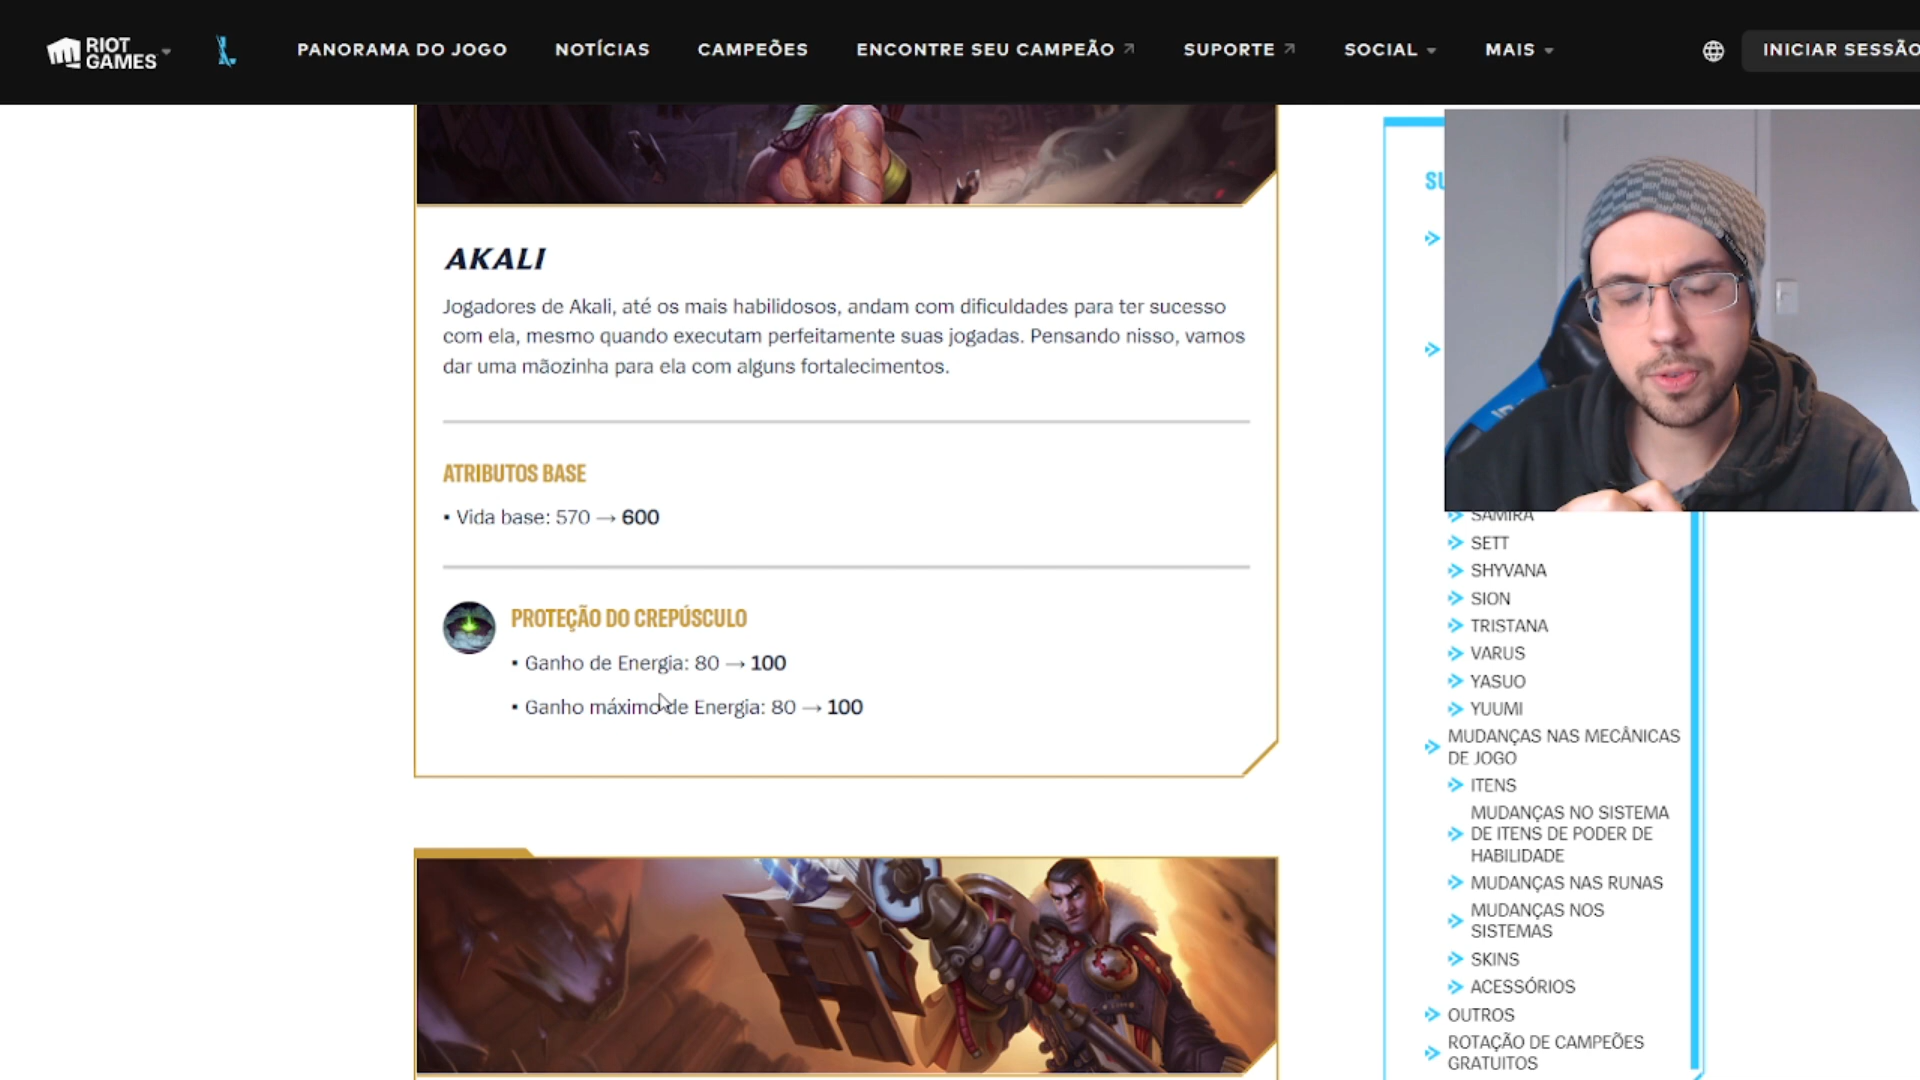 RIOT
GAMES
PANORAMA DO JOGO
NOTÍCIAS
CAMPEÕES
ENCONTRE SEU CAMPEÃO
SUPORTE
SOCIAL
MAIS
INICIAR SESSÃO
AKALI
Jogadores de Akali, até os mais habilidosos, andam com dificuldades para ter sucesso
com ela, mesmo quando executam perfeitamente suas jogadas. Pensando nisso, vamos
dar uma mãozinha para ela com alguns fortalecimentos.
ATRIBUTOS BASE
▪ Vida base: 570 → 600
PROTEÇÃO DO CREPÚSCULO
▪ Ganho de Energia: 80 → 100
▪ Ganho máximo de Energia: 80 → 100
SAMIRA
SETT
SHYVANA
SION
TRISTANA
VARUS
YASUO
YUUMI
MUDANÇAS NAS MECÂNICAS
DE JOGO
ITENS
MUDANÇAS NO SISTEMA
DE ITENS DE PODER DE
HABILIDADE
MUDANÇAS NAS RUNAS
MUDANÇAS NOS
SISTEMAS
SKINS
ACESSÓRIOS
OUTROS
ROTAÇÃO DE CAMPEÕES
GRATUITOS